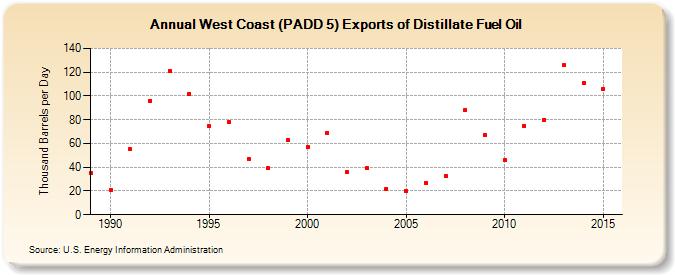 Annual West Coast (PADD 5) Exports of Distillate Fuel Oil
Thousand Barrels per Day
140
120
100
80
60
40
20
0
1990 1995 2000 2005 2010 2015
Source: U.S. Energy Information Administration